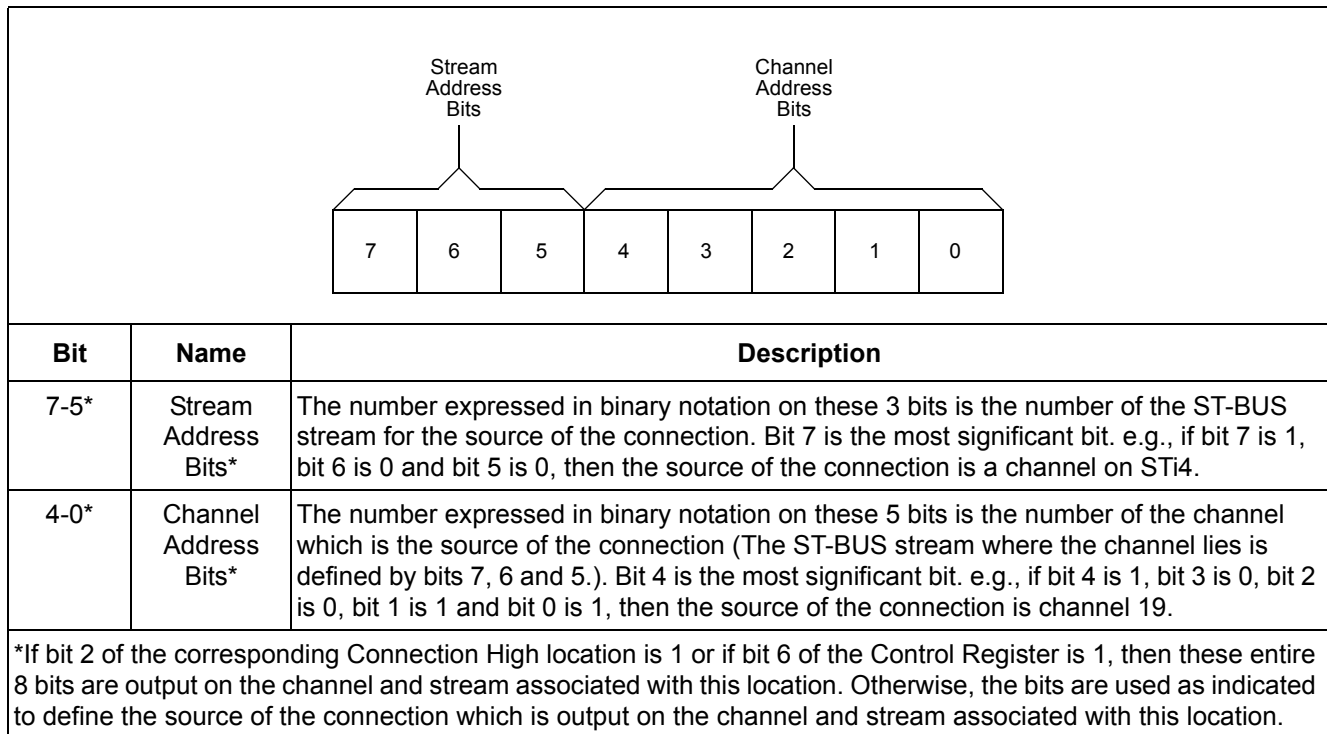 Stream
Address
Bits
Channel
Address
Bits
7 6 5 4 3 2 1 0
Bit Name Description
7-5* Stream Address Bits* The number expressed in binary notation on these 3 bits is the number of the ST-BUS
stream for the source of the connection. Bit 7 is the most significant bit. e.g., if bit 7 is 1,
bit 6 is 0 and bit 5 is 0, then the source of the connection is a channel on STi4.
4-0* Channel Address Bits* The number expressed in binary notation on these 5 bits is the number of the channel
which is the source of the connection (The ST-BUS stream where the channel lies is
defined by bits 7, 6 and 5.). Bit 4 is the most significant bit. e.g., if bit 4 is 1, bit 3 is 0, bit 2
is 0, bit 1 is 1 and bit 0 is 1, then the source of the connection is channel 19.
*If bit 2 of the corresponding Connection High location is 1 or if bit 6 of the Control Register is 1, then these entire
8 bits are output on the channel and stream associated with this location. Otherwise, the bits are used as indicated
to define the source of the connection which is output on the channel and stream associated with this location.